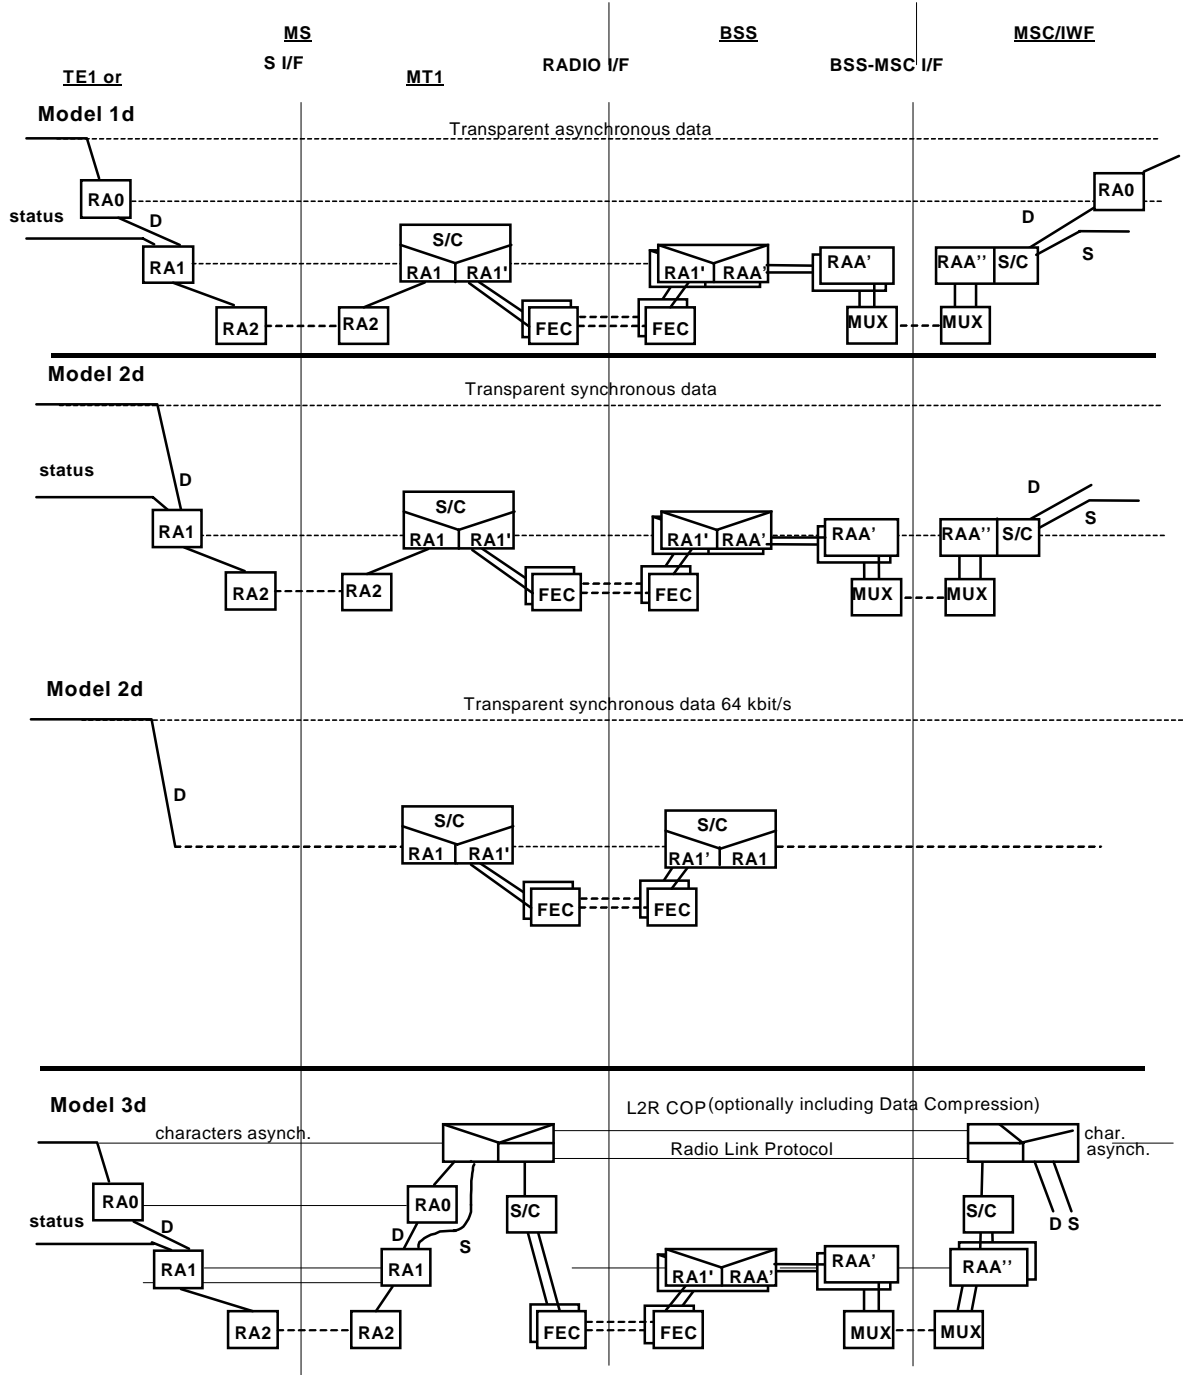 MS BSS MSC/IWF
S I/F RADIO I/F BSS-MSC I/F
TE1 or MT1
Model 1d
Transparent asynchronous data
RA0 RA0
status D D
S/C S
RA1 RA1 RA1' RA1' RAA' RAA' RAA'' S/C
RA2 RA2 FEC FEC MUX MUX
Model 2d
Transparent synchronous data
status D D
S/C S
RA1 RA1 RA1' RA1' RAA' RAA' RAA'' S/C
RA2 RA2 FEC FEC MUX MUX
Model 2d
Transparent synchronous data 64 kbit/s
D
S/C S/C
RA1 RA1' RA1' RA1
FEC FEC
Model 3d
L2R COP (optionally including Data Compression)
characters asynch. char.
Radio Link Protocol asynch.
RA0 RA0 S/C S/C
status D D S D S
RA1 RA1 RA1' RAA' RAA' RAA''
RA2 RA2 FEC FEC MUX MUX